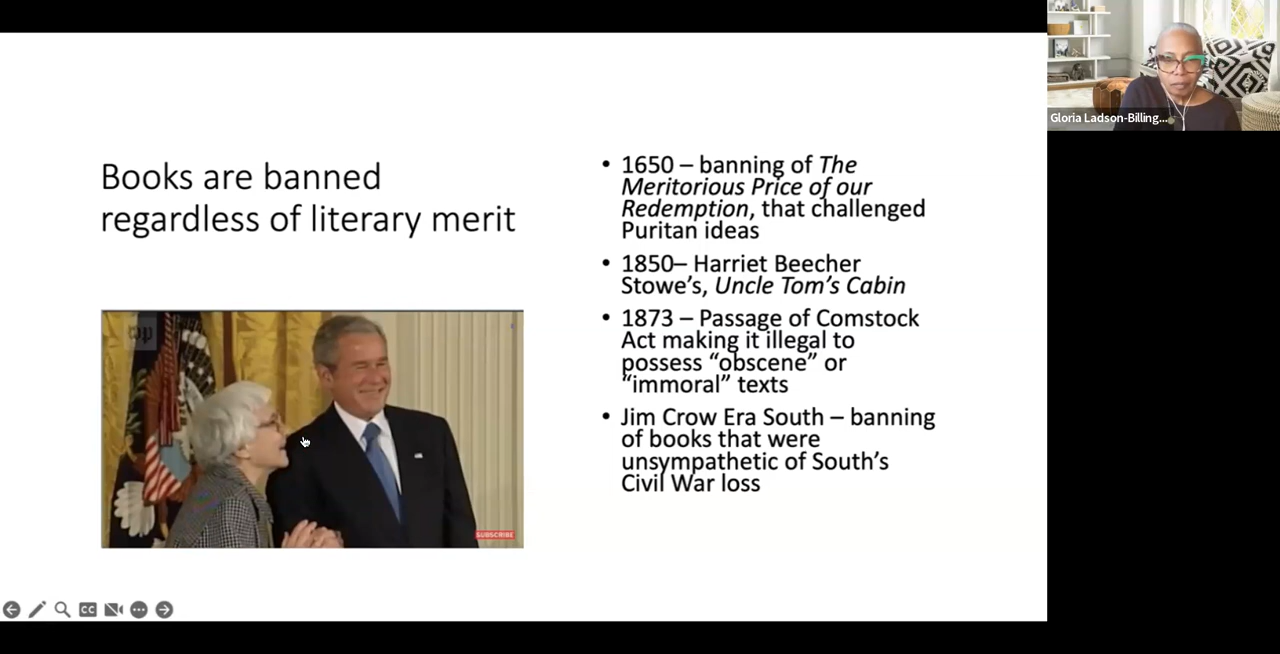 Books are banned
regardless of literary merit
wp
SUBSCRIBE
• 1650 – banning of The
Meritorious Price of our
Redemption, that challenged
Puritan ideas
• 1850– Harriet Beecher
Stowe’s, Uncle Tom’s Cabin
• 1873 – Passage of Comstock
Act making it illegal to
possess “obscene” or
“immoral” texts
• Jim Crow Era South – banning
of books that were
unsympathetic of South’s
Civil War loss
Gloria Ladson-Billing...
CC